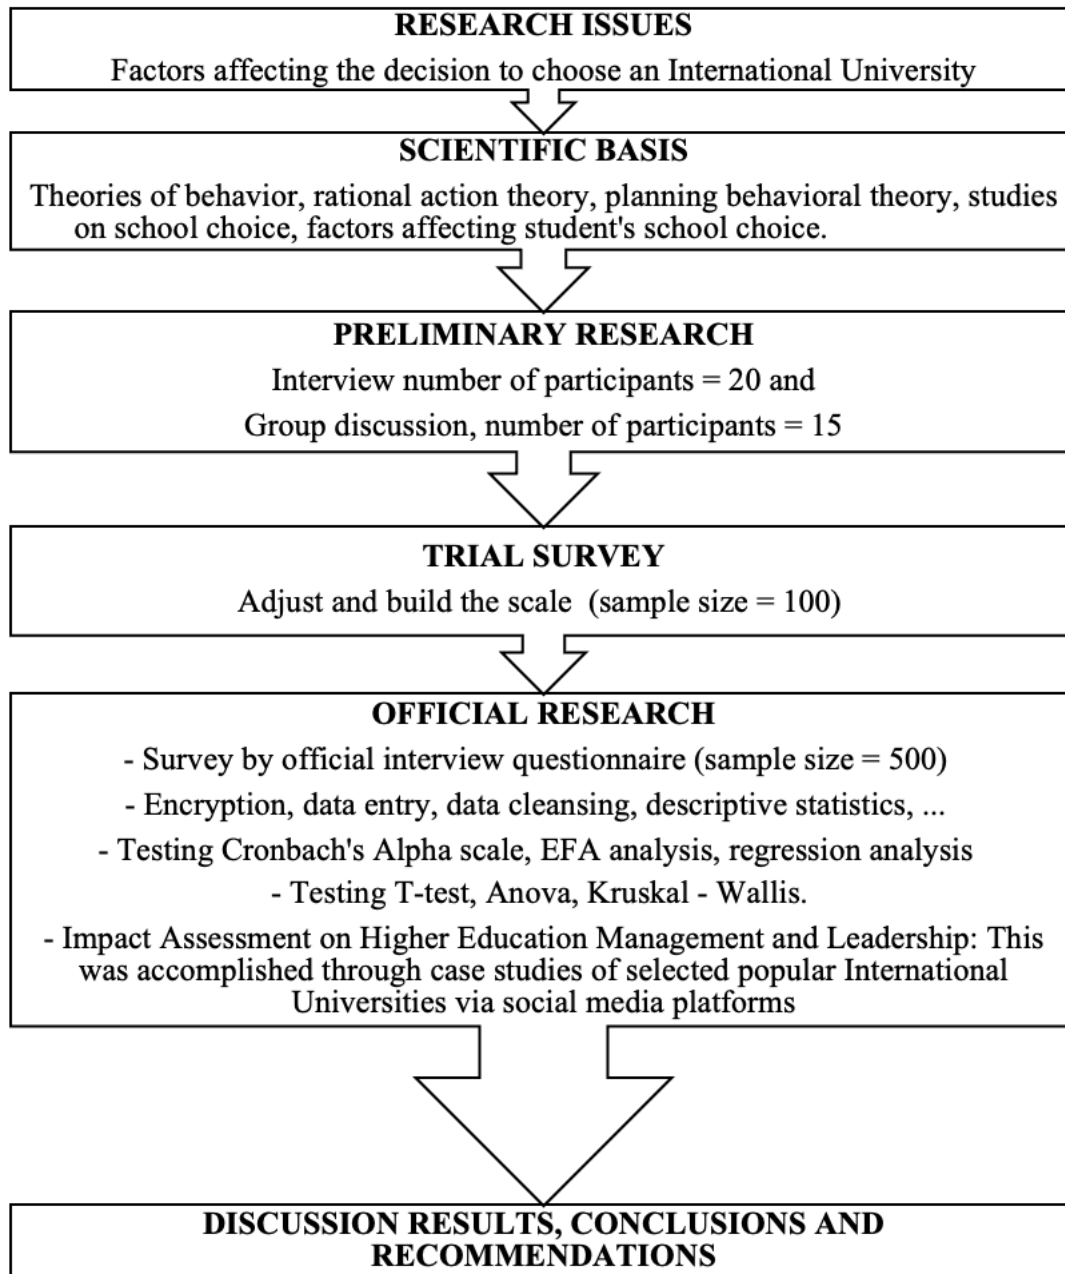 RESEARCH ISSUES
Factors affecting the decision to choose an International University
SCIENTIFIC BASIS
Theories of behavior, rational action theory, planning behavioral theory, studies
on school choice, factors affecting student's school choice.
PRELIMINARY RESEARCH
Interview number of participants = 20 and
Group discussion, number of participants = 15
TRIAL SURVEY
Adjust and build the scale (sample size = 100)
OFFICIAL RESEARCH
- Survey by official interview questionnaire (sample size = 500)
- Encryption, data entry, data cleansing, descriptive statistics, ...
- Testing Cronbach's Alpha scale, EFA analysis, regression analysis
- Testing T-test, Anova, Kruskal - Wallis.
- Impact Assessment on Higher Education Management and Leadership: This
was accomplished through case studies of selected popular International
Universities via social media platforms
DISCUSSION RESULTS, CONCLUSIONS AND
RECOMMENDATIONS